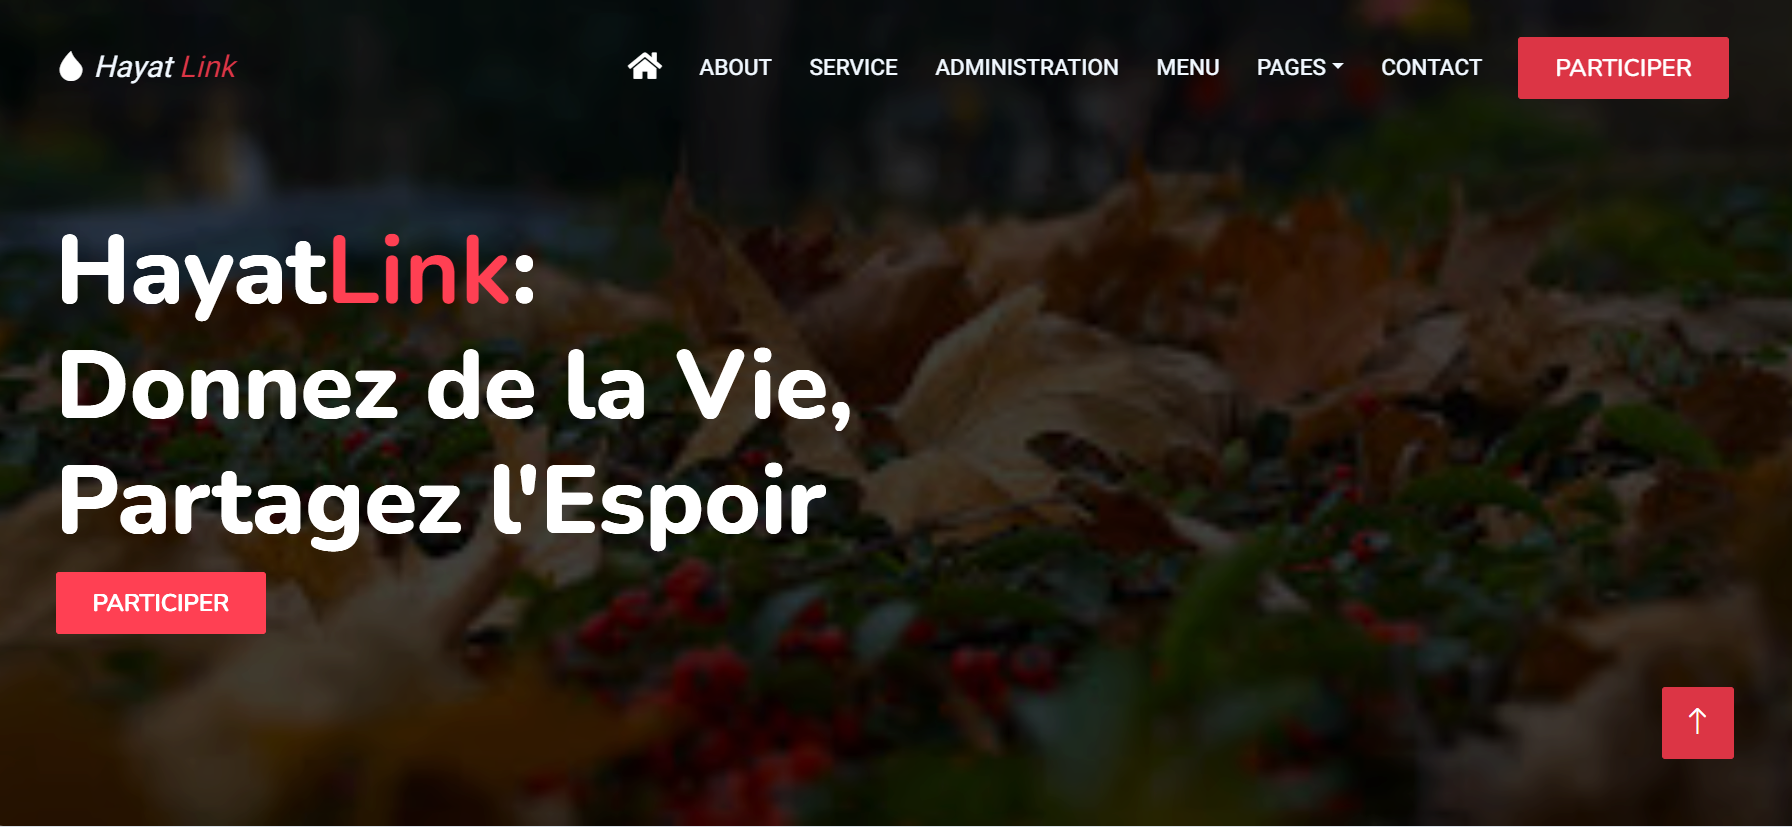 Hayat Link
ABOUT SERVICE ADMINISTRATION MENU PAGES CONTACT PARTICIPER
HayatLink:
Donnez de la Vie,
Partagez l'Espoir
PARTICIPER